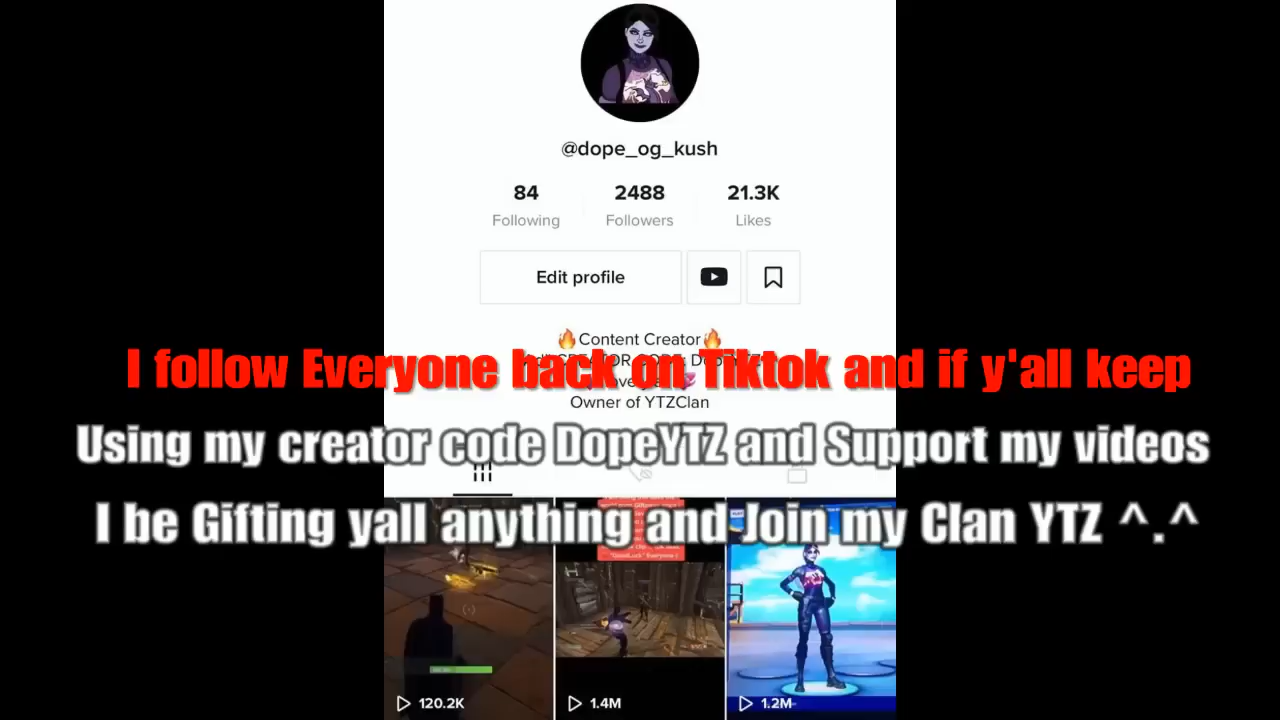 @dope_og_kush
84 2488 21.3K
Following Followers Likes
Edit profile
🔥Content Creator🔥
I follow Everyone back on Tiktok and if y'all keep
Owner of YTZClan
Using my creator code DopeYTZ and Support my videos
I be Gifting yall anything and Join my Clan YTZ ^.^
120.2K 1.4M 1.2M